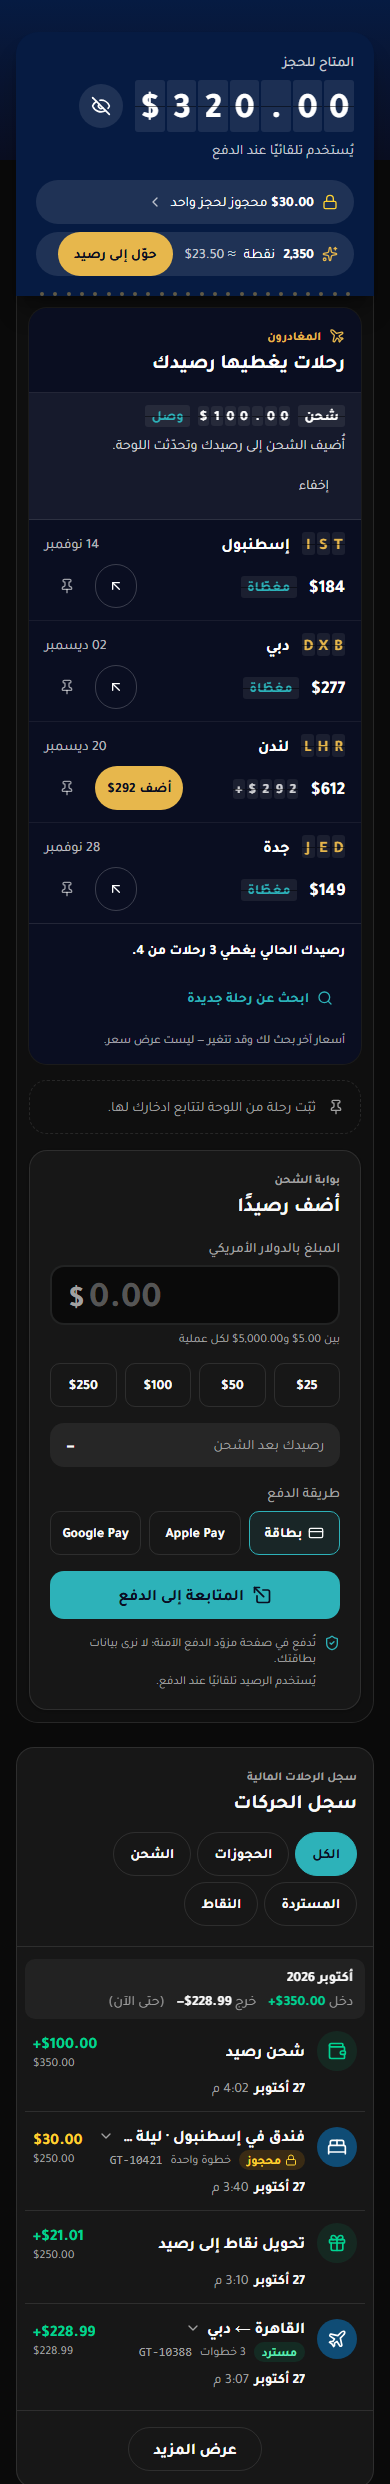 المتاح للحجز
$320.00
يُستخدم تلقائيًا عند الدفع
$30.00 محجوز لحجز واحد
2,350 نقطة ≈ $23.50 حوّل إلى رصيد
المغادرون
رحلات يغطيها رصيدك
شحن $100.00 وصل
أُضيف الشحن إلى رصيدك وتحدّثت اللوحة.
إخفاء
IST إسطنبول 14 نوفمبر
$184 مغطّاة
DXB دبي 02 ديسمبر
$277 مغطّاة
LHR لندن 20 ديسمبر
$612 +$292 أضف $292
JED جدة 28 ديسمبر
$149 مغطّاة
رصيدك الحالي يغطي 3 رحلات من 4.
ابحث عن رحلة جديدة
أسعار آخر بحث لك وقد تتغير – ليست عرض سعر.
ثبّت رحلة من اللوحة لتتابع ادخارك لها.
بوابة الشحن
أضف رصيدًا
المبلغ بالدولار الأمريكي
$ 0.00
بين $5.00 و$5,000.00 لكل عملية
$25 $50 $100 $250
رصيدك بعد الشحن –
طريقة الدفع
بطاقة Apple Pay Google Pay
المتابعة إلى الدفع
تُدفع في صفحة مزوّد الدفع الآمنة؛ لا نرى بيانات
بطاقتك.
يُستخدم الرصيد تلقائيًا عند الدفع.
سجل الرحلات المالية
سجل الحركات
الكل الحجوزات الشحن
المستردة النقاط
أكتوبر 2026
دخل +$350.00 خرج −$228.99 (حتى الآن)
شحن رصيد +$100.00
$350.00
27 أكتوبر 4:02 م
فندق في إسطنبول · ليلة ... $30.00
محجوز خطوة واحدة GT-10421 $250.00
27 أكتوبر 3:40 م
تحويل نقاط إلى رصيد +$21.01
$250.00
27 أكتوبر 3:10 م
القاهرة ← دبي +$228.99
مسترد 3 خطوات GT-10388 $228.99
27 أكتوبر 3:07 م
عرض المزيد